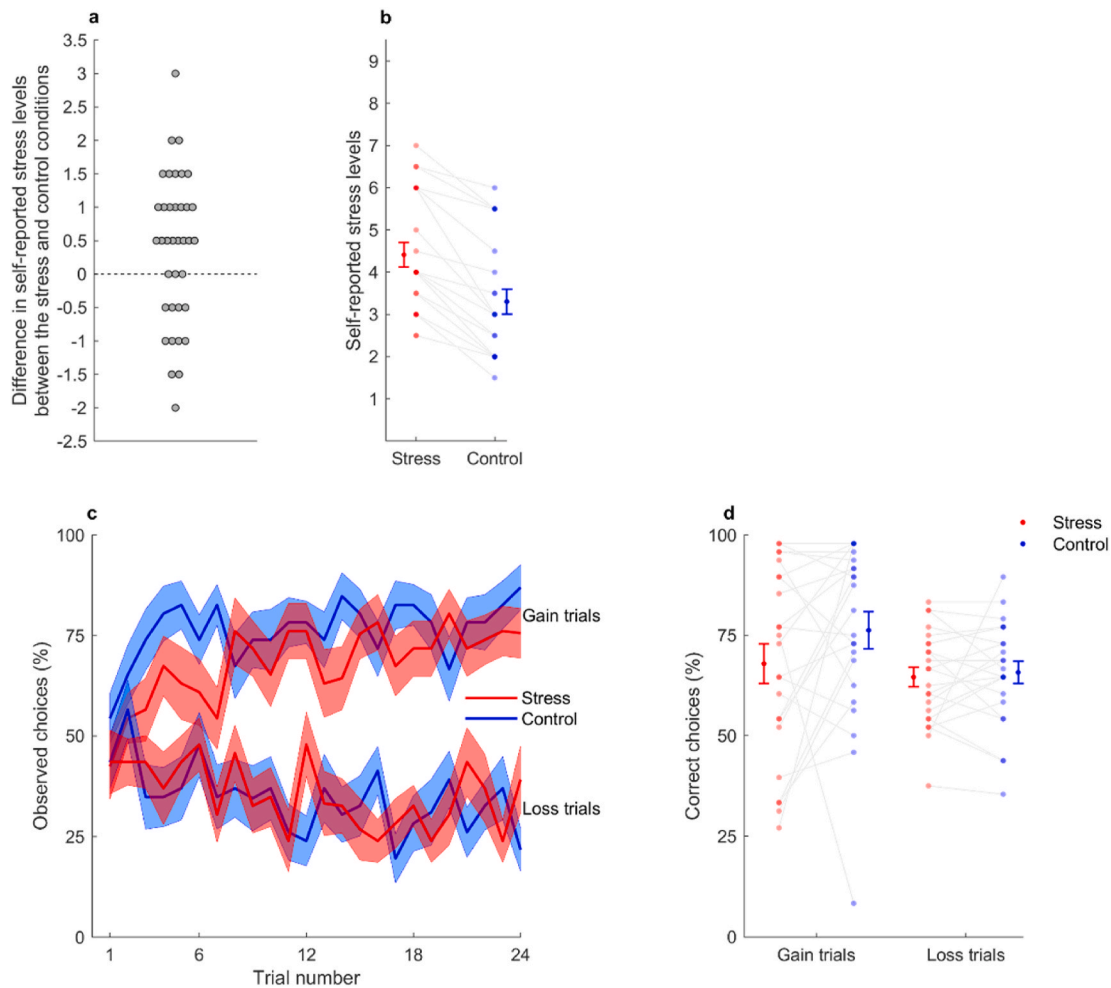 a
Difference in self-reported stress levels
between the stress and control conditions
3.5
3
2.5
2
1.5
1
0.5
0
-0.5
-1
-1.5
-2
-2.5
b
Self-reported stress levels
9
8
7
6
5
4
3
2
1
Stress
Control
c
Observed choices (%)
100
75
50
25
0
Gain trials
Stress
Control
Loss trials
1
6
12
18
24
Trial number
d
Correct choices (%)
100
75
50
25
0
Stress
Control
Gain trials
Loss trials